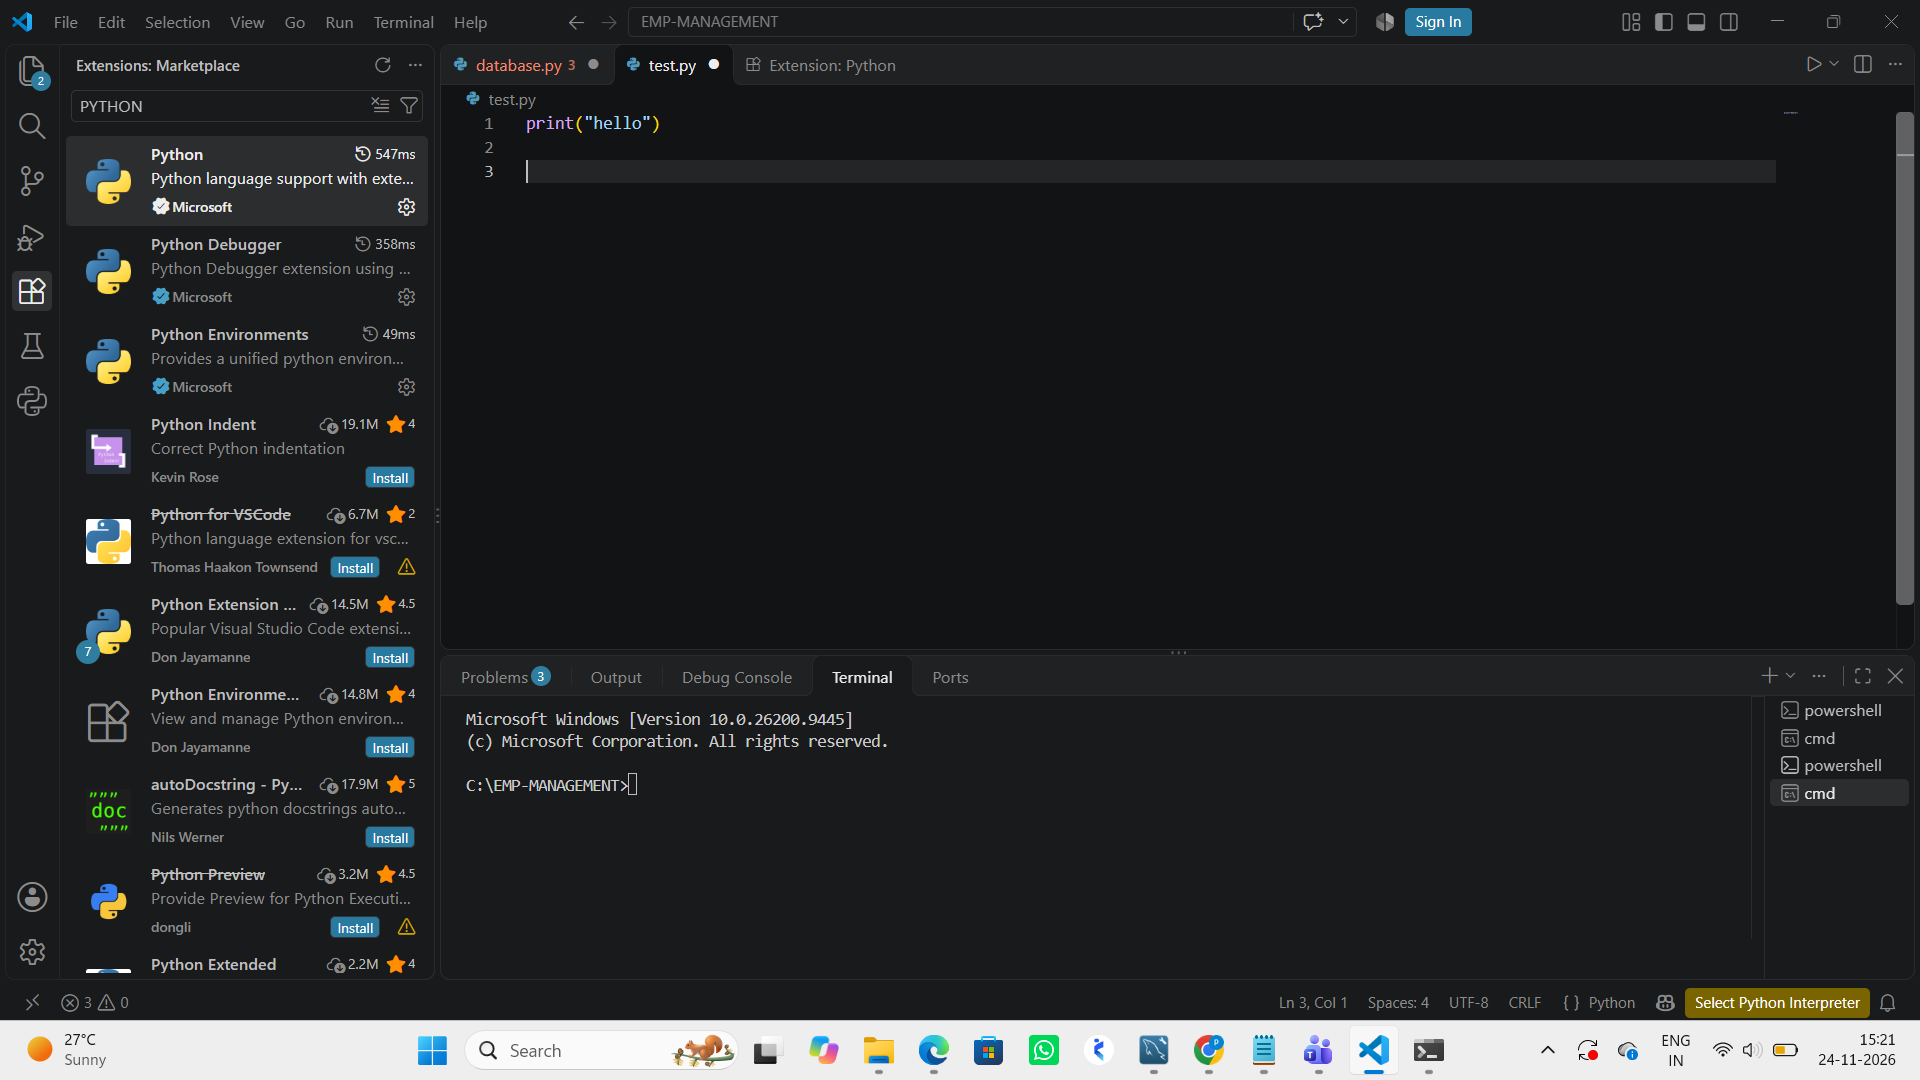 File Edit Selection View Go Run Terminal Help
EMP-MANAGEMENT
Sign In
2
Extensions: Marketplace
PYTHON
Python 547ms
Python language support with exte...
Microsoft
Python Debugger 358ms
Python Debugger extension using ...
Microsoft
Python Environments 49ms
Provides a unified python environ...
Microsoft
Python Indent 19.1M 4
Correct Python indentation
Kevin Rose Install
Python for VSCode 6.7M 2
Python language extension for vsc...
Thomas Haakon Townsend Install
Python Extension ... 14.5M 4.5
Popular Visual Studio Code extensi...
7
Don Jayamanne Install
Python Environme... 14.8M 4
View and manage Python environ...
Don Jayamanne Install
autoDocstring - Py... 17.9M 5
Generates python docstrings auto...
""" doc """
Nils Werner Install
Python Preview 3.2M 4.5
Provide Preview for Python Executi...
dongli Install
Python Extended 2.2M 4
database.py 3 test.py Extension: Python
test.py
1 print("hello")
2
3
Problems 3 Output Debug Console Terminal Ports
Microsoft Windows [Version 10.0.26200.9445]
(c) Microsoft Corporation. All rights reserved.
C:\EMP-MANAGEMENT>
powershell
cmd
powershell
cmd
3 0
Ln 3, Col 1 Spaces: 4 UTF-8 CRLF { } Python Select Python Interpreter
27°C
Sunny
Search
ENG
IN
15:21
24-11-2026